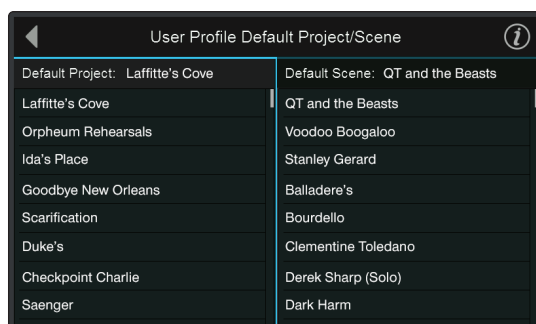 User Profile Default Project/Scene
Default Project: Laffitte's Cove
Laffitte's Cove
Orpheum Rehearsals
Ida's Place
Goodbye New Orleans
Scarification
Duke's
Checkpoint Charlie
Saenger
Default Scene: QT and the Beasts
QT and the Beasts
Voodoo Boogaloo
Stanley Gerard
Balladere's
Bourdello
Clementine Toledano
Derek Sharp (Solo)
Dark Harm